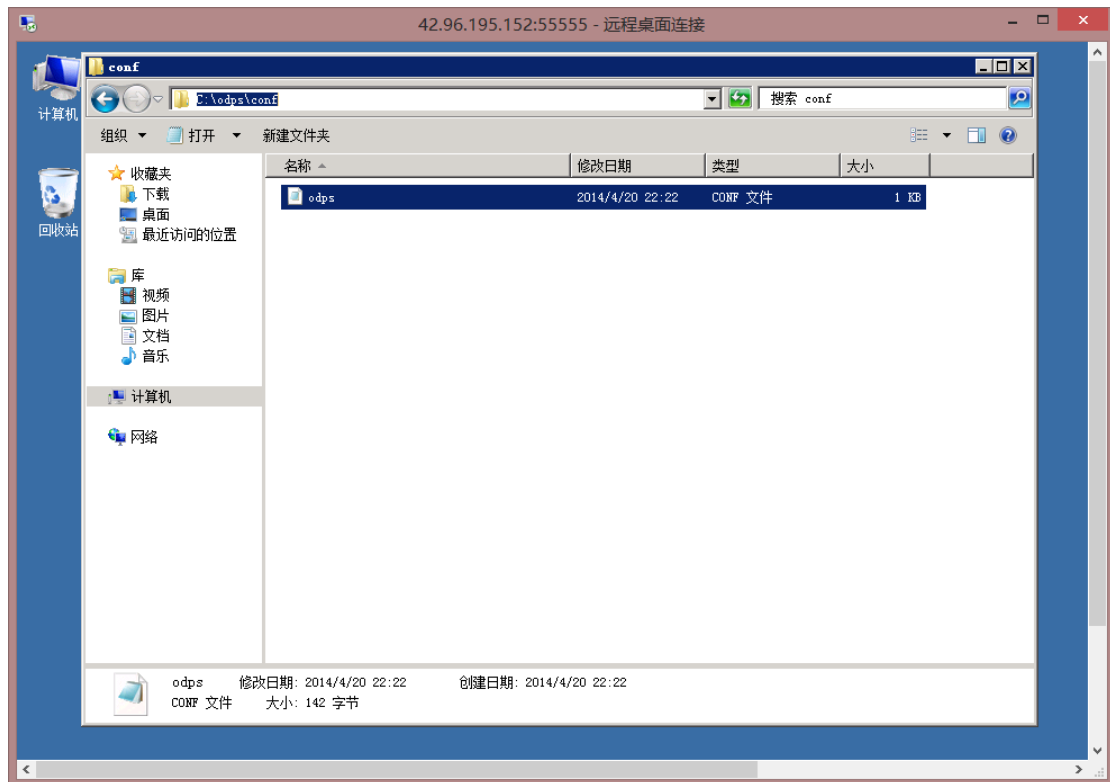 42.96.195.152:55555 - 远程桌面连接
计算机
回收站
conf
C:\odps\conf
搜索 conf
组织
打开
新建文件夹
收藏夹
下载
桌面
最近访问的位置
库
视频
图片
文档
音乐
计算机
网络
名称 修改日期 类型 大小
odps 2014/4/20 22:22 CONF 文件 1 KB
odps 修改日期: 2014/4/20 22:22 创建日期: 2014/4/20 22:22
CONF 文件 大小: 142 字节